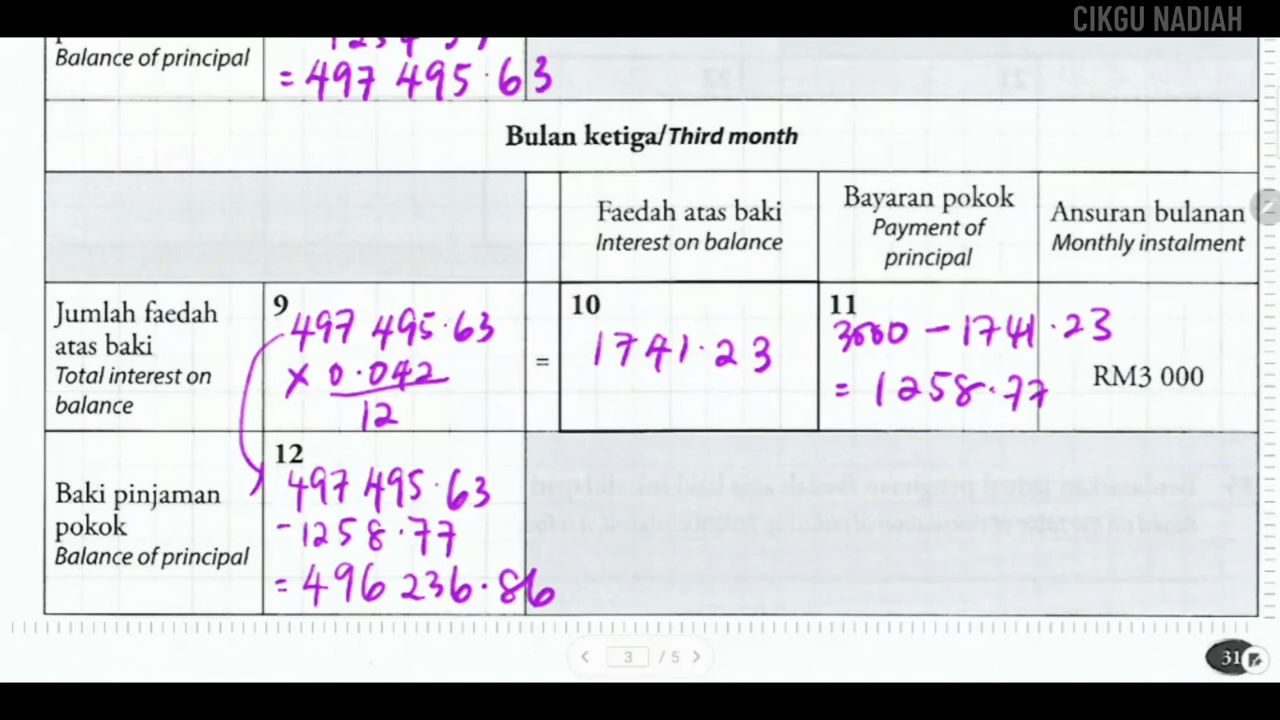 CIKGU NADIAH
Balance of principal
= 497 495.63
Bulan ketiga/Third month
Faedah atas baki
Interest on balance
Bayaran pokok
Payment of
principal
Ansuran bulanan
Monthly instalment
Jumlah faedah
atas baki
Total interest on
balance
9
497 495.63
× 0.042
12
=
10
1741.23
11
3000 - 1741.23
= 1258.77
RM3 000
Baki pinjaman
pokok
Balance of principal
12
497 495.63
- 1258.77
= 496 236.86
3 / 5
31